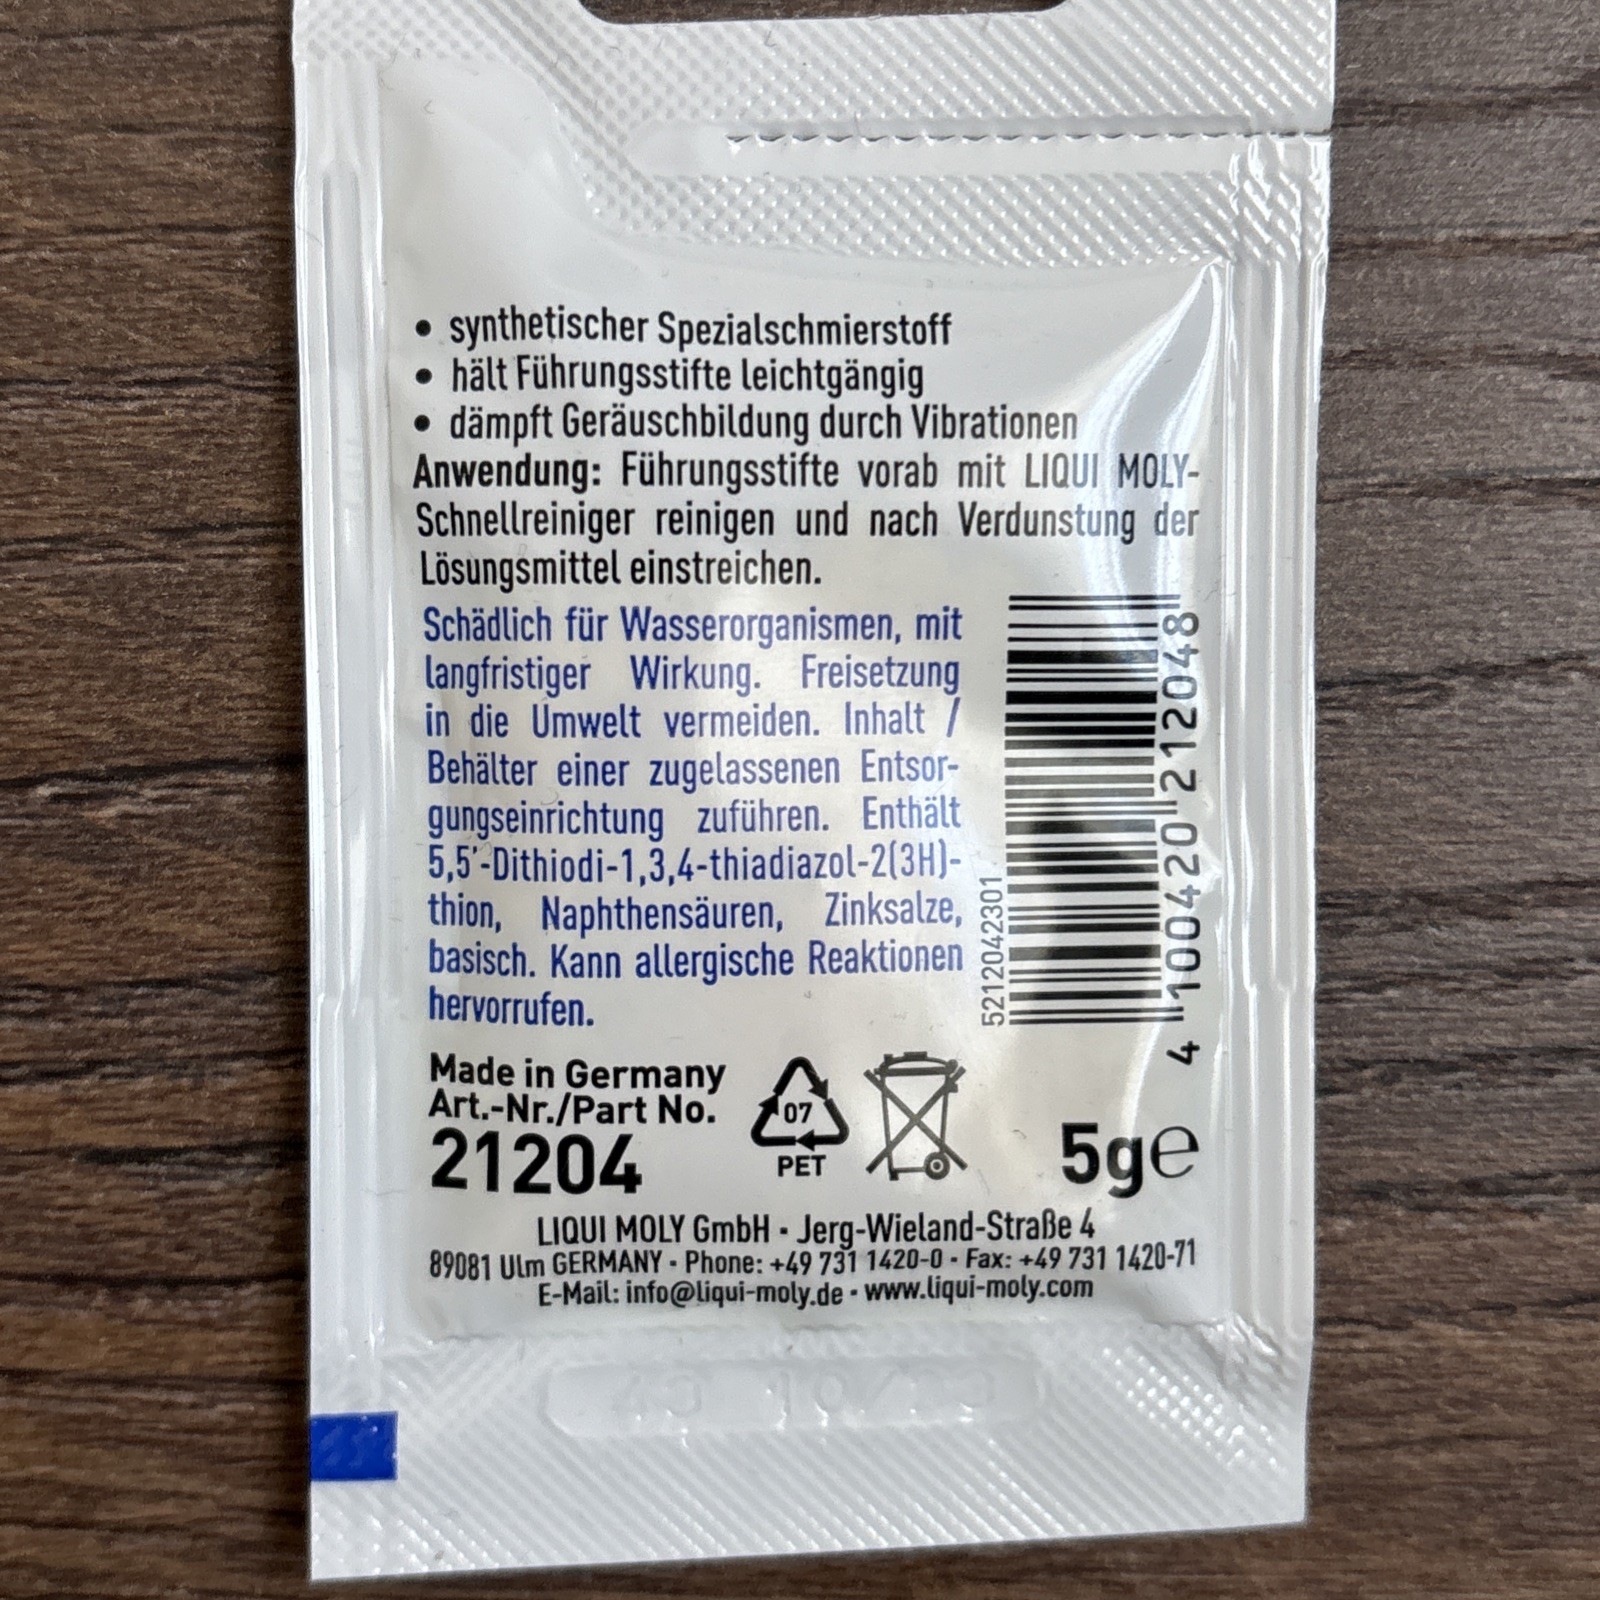 • synthetischer Spezialschmierstoff
• hält Führungsstifte leichtgängig
• dämpft Geräuschbildung durch Vibrationen
Anwendung: Führungsstifte vorab mit LIQUI MOLY-
Schnellreiniger reinigen und nach Verdunstung der
Lösungsmittel einstreichen.
Schädlich für Wasserorganismen, mit
langfristiger Wirkung. Freisetzung
in die Umwelt vermeiden. Inhalt /
Behälter einer zugelassenen Entsor-
gungseinrichtung zuführen. Enthält
5,5'-Dithiodi-1,3,4-thiadiazol-2(3H)-
thion, Naphthensäuren, Zinksalze,
basisch. Kann allergische Reaktionen
hervorrufen.
5212042301
4 100420 212048
Made in Germany
Art.-Nr./Part No.
21204
07
PET
5g℮
LIQUI MOLY GmbH • Jerg-Wieland-Straße 4
89081 Ulm GERMANY • Phone: +49 731 1420-0 • Fax: +49 731 1420-71
E-Mail: info@liqui-moly.de • www.liqui-moly.com